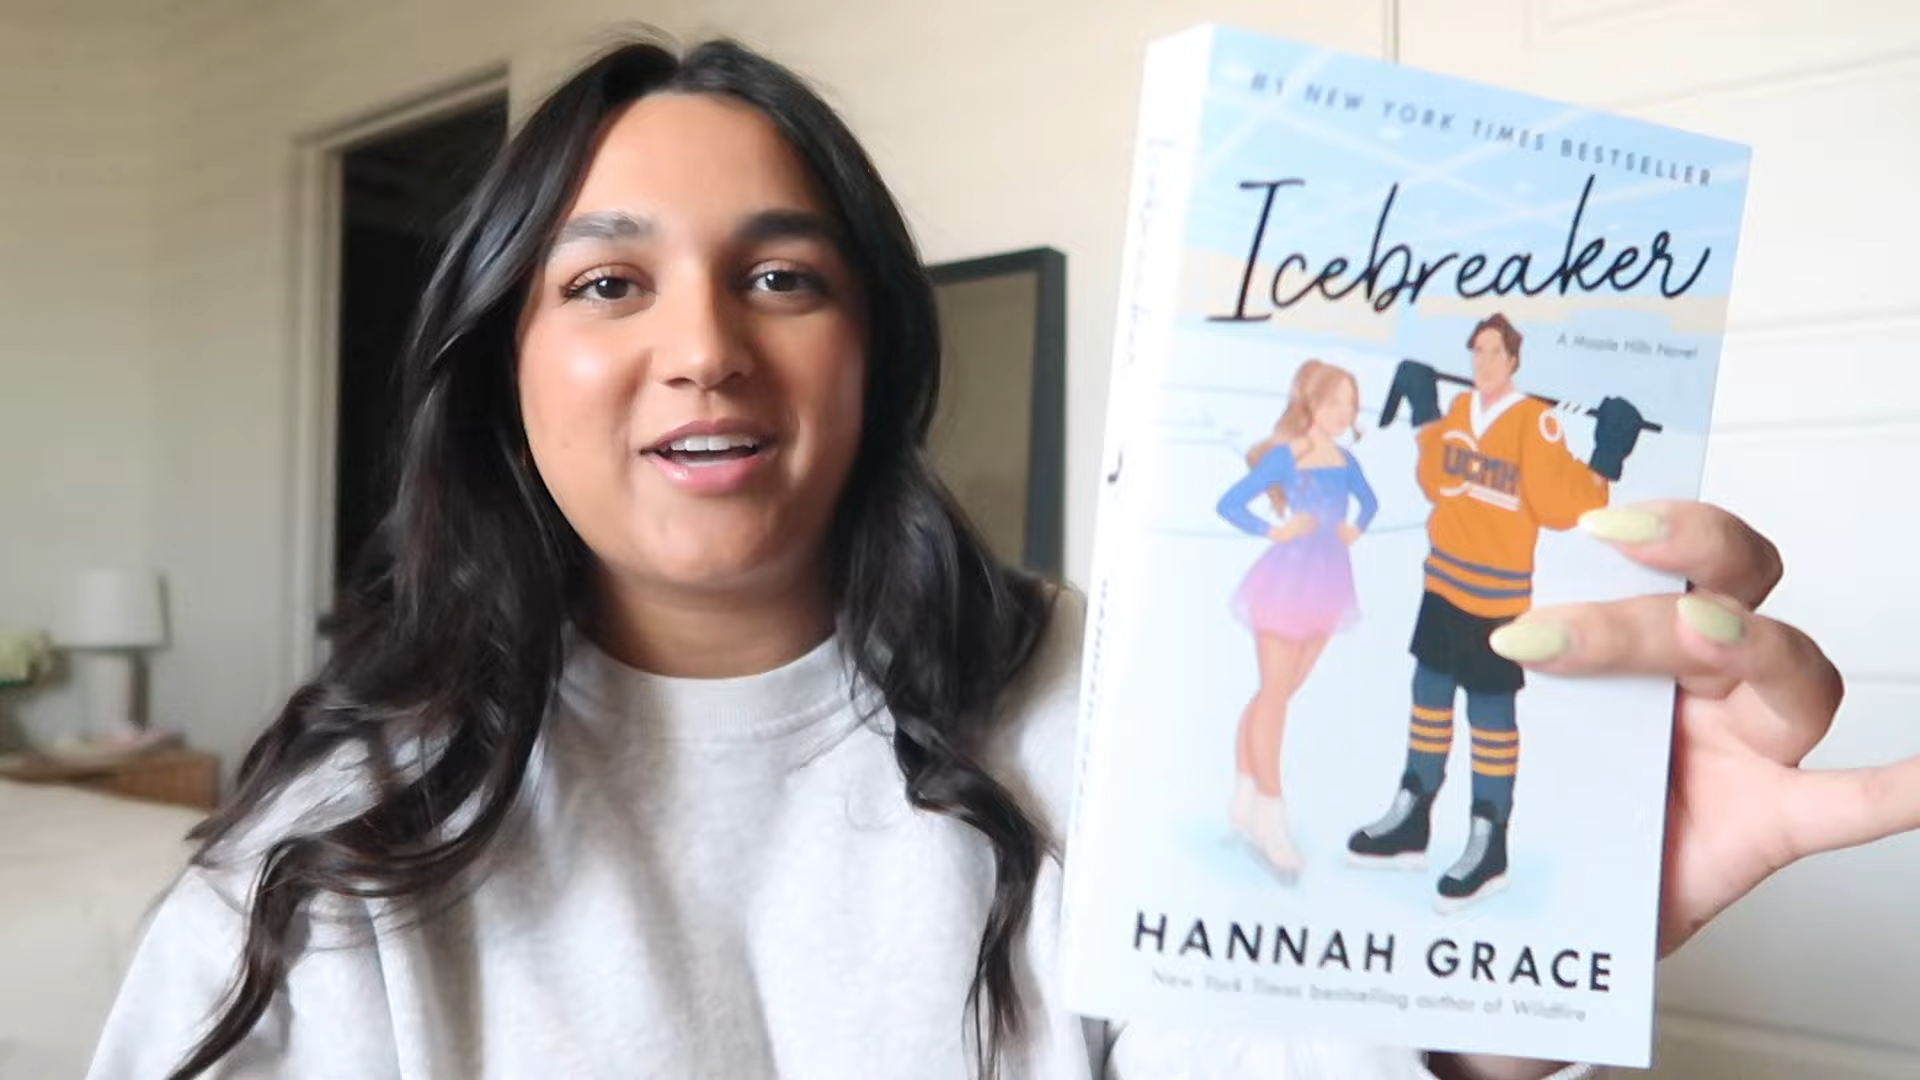 #1 NEW YORK TIMES BESTSELLER
Icebreaker
A Maple Hills Novel
UCMH
HANNAH GRACE
New York Times bestselling author of Wildfire